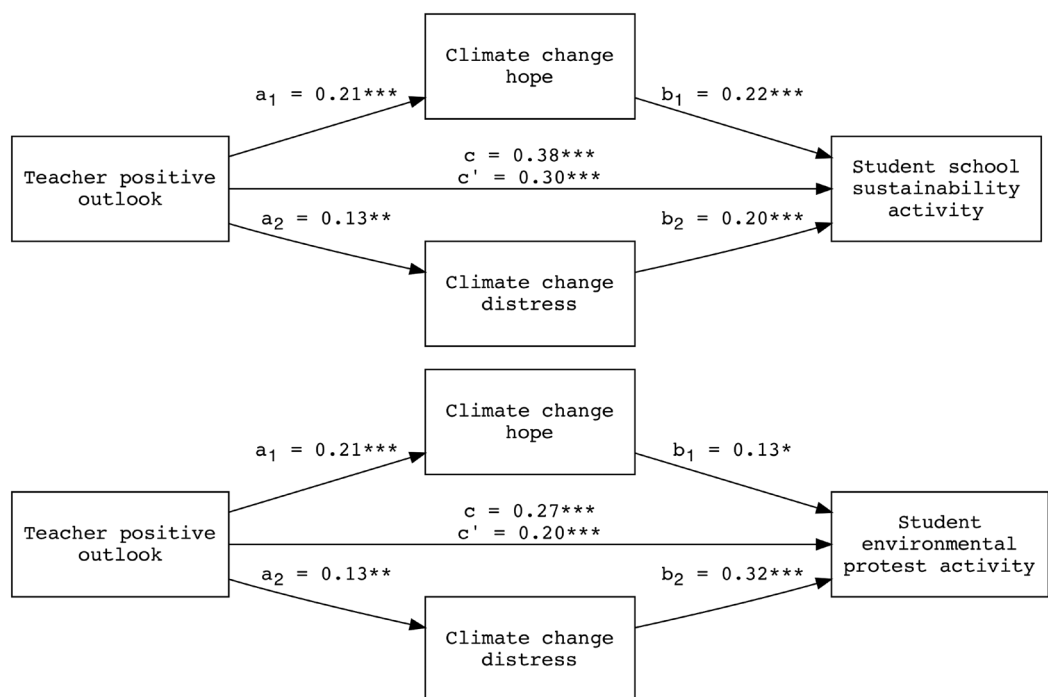 Climate change
hope
a1 = 0.21***
b1 = 0.22***
Teacher positive
outlook
c = 0.38***
c' = 0.30***
Student school
sustainability
activity
a2 = 0.13**
b2 = 0.20***
Climate change
distress
Climate change
hope
a1 = 0.21***
b1 = 0.13*
Teacher positive
outlook
c = 0.27***
c' = 0.20***
Student
environmental
protest activity
a2 = 0.13**
b2 = 0.32***
Climate change
distress